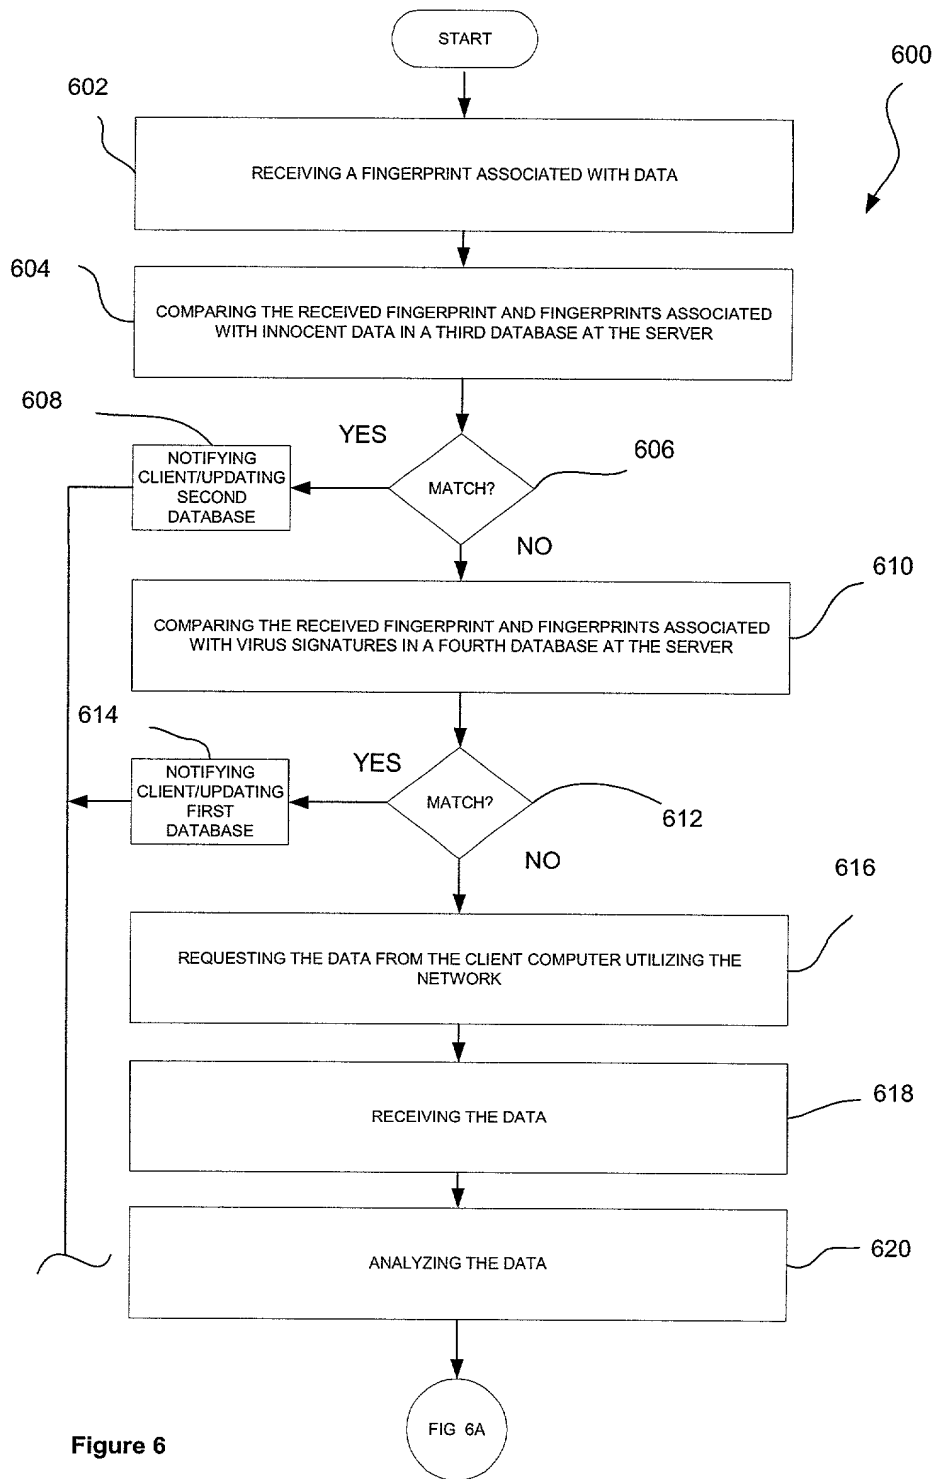 START
600
602
RECEIVING A FINGERPRINT ASSOCIATED WITH DATA
604
COMPARING THE RECEIVED FINGERPRINT AND FINGERPRINTS ASSOCIATED
WITH INNOCENT DATA IN A THIRD DATABASE AT THE SERVER
608
YES
NOTIFYING
CLIENT/UPDATING
SECOND
DATABASE
MATCH?
606
NO
610
COMPARING THE RECEIVED FINGERPRINT AND FINGERPRINTS ASSOCIATED
WITH VIRUS SIGNATURES IN A FOURTH DATABASE AT THE SERVER
614
YES
NOTIFYING
CLIENT/UPDATING
FIRST
DATABASE
MATCH?
612
NO
616
REQUESTING THE DATA FROM THE CLIENT COMPUTER UTILIZING THE
NETWORK
618
RECEIVING THE DATA
620
ANALYZING THE DATA
FIG 6A
Figure 6